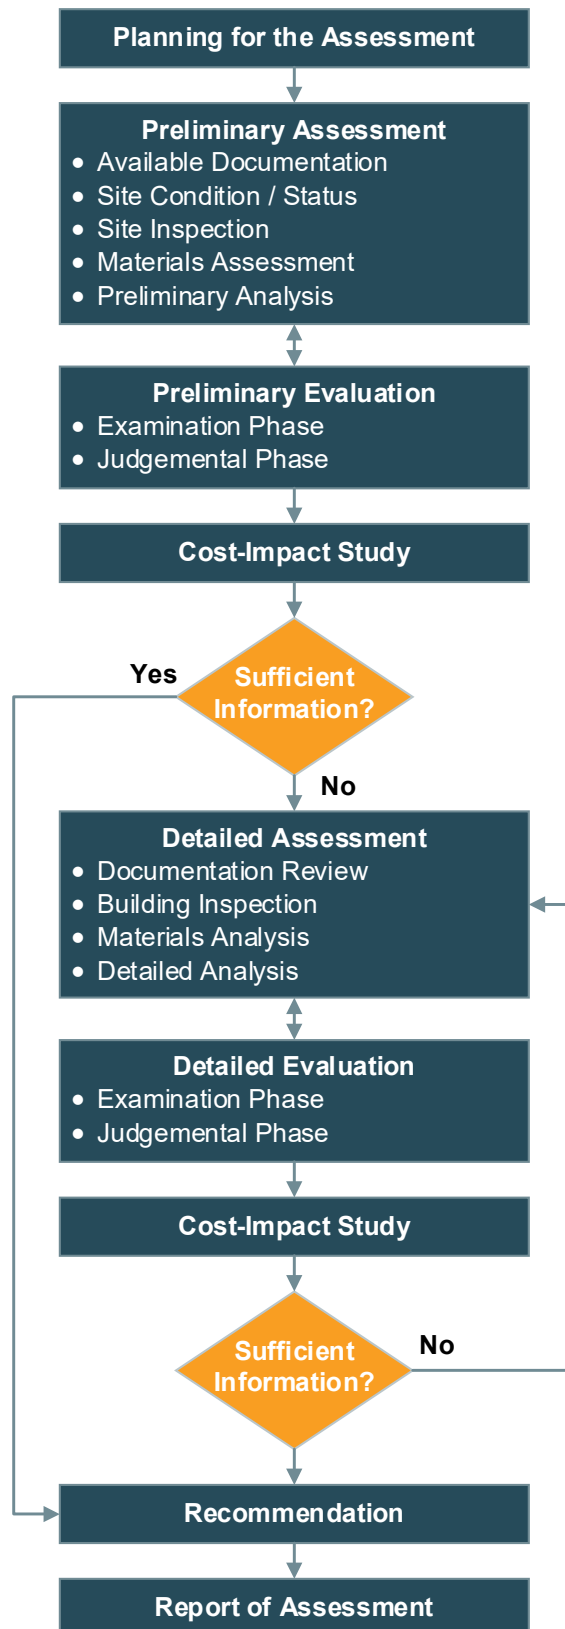 Planning for the Assessment
Preliminary Assessment
• Available Documentation
• Site Condition / Status
• Site Inspection
• Materials Assessment
• Preliminary Analysis
Preliminary Evaluation
• Examination Phase
• Judgemental Phase
Cost-Impact Study
Yes
Sufficient
Information?
No
Detailed Assessment
• Documentation Review
• Building Inspection
• Materials Analysis
• Detailed Analysis
Detailed Evaluation
• Examination Phase
• Judgemental Phase
Cost-Impact Study
Sufficient
Information?
No
Recommendation
Report of Assessment